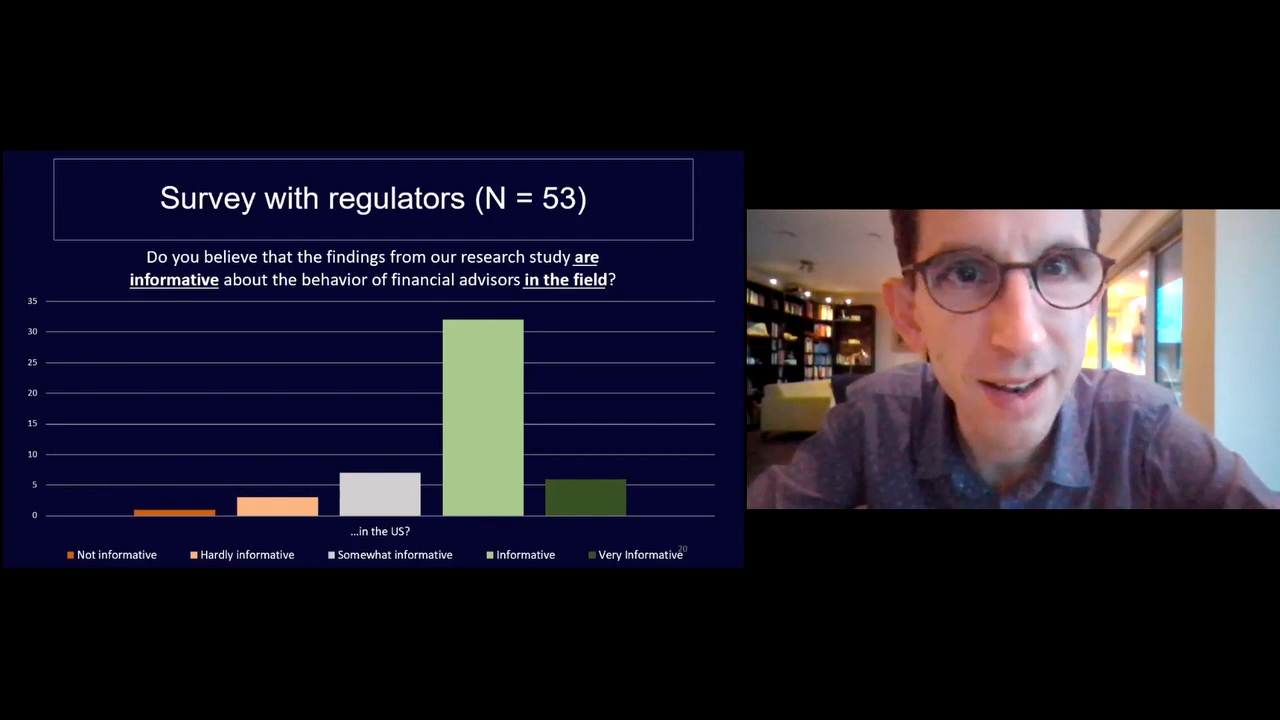 Survey with regulators (N = 53)
Do you believe that the findings from our research study are
informative about the behavior of financial advisors in the field?
35
30
25
20
15
10
5
0
...in the US?
Not informative
Hardly informative
Somewhat informative
Informative
Very Informative
20